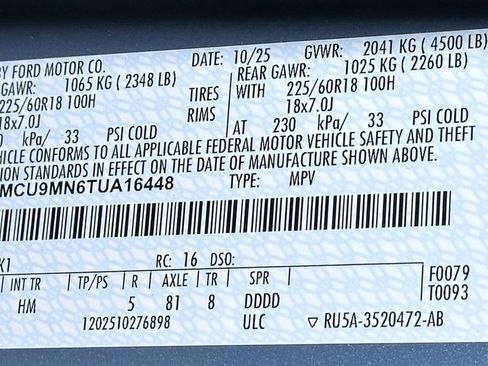 BY FORD MOTOR CO. DATE: 10/25 GVWR: 2041 KG ( 4500 LB)
GAWR: 1065 KG ( 2348 LB) REAR GAWR: 1025 KG ( 2260 LB)
225/60R18 100H TIRES WITH 225/60R18 100H
18x7.0J RIMS 18x7.0J
kPa/ 33 PSI COLD AT 230 kPa/ 33 PSI COLD
CONFORMS TO ALL APPLICABLE FEDERAL MOTOR VEHICLE SAFETY AND THEFT
STANDARDS IN EFFECT ON THE DATE OF MANUFACTURE SHOWN ABOVE.
MCU9MN6TUA16448 TYPE: MPV
RC: 16 DSO:
INT TR TP/PS R AXLE TR SPR F0079
HM 5 81 8 DDDD T0093
1202510276898 ULC ▽ RU5A-3520472-AB